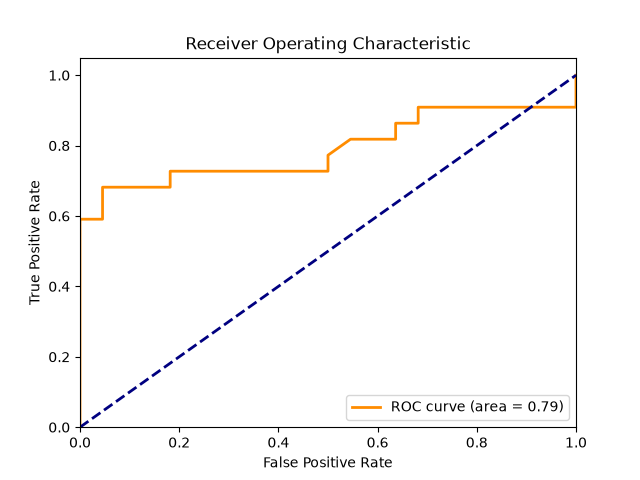 Receiver Operating Characteristic
1.0
0.8
0.6
0.4
0.2
0.0
True Positive Rate
ROC curve (area = 0.79)
0.0 0.2 0.4 0.6 0.8 1.0
False Positive Rate